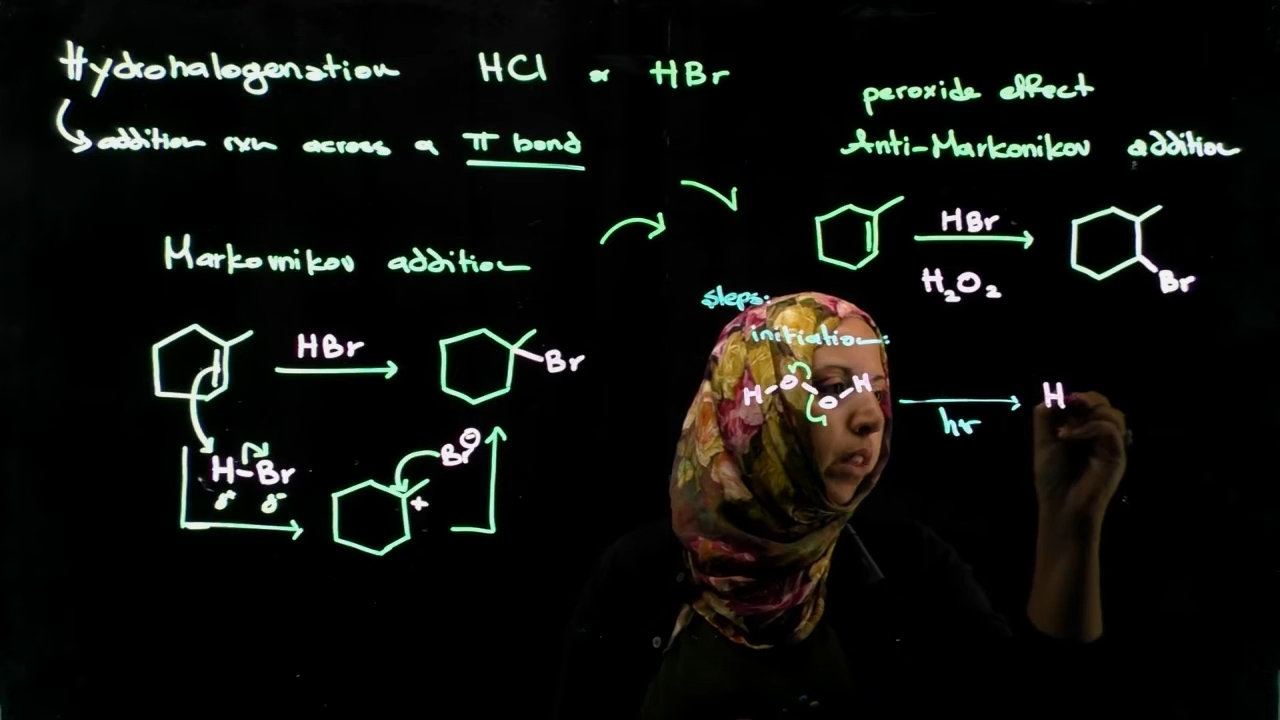 Hydrohalogenation HCl or HBr
addition rxn across a π bond
peroxide effect
Anti-Markonikov addition
HBr
H₂O₂
Br
Markovnikov addition
HBr
Br
H-Br
δ⁺ δ⁻
+
Br⊖
steps:
initiation:
H-O-O-H
hν
H